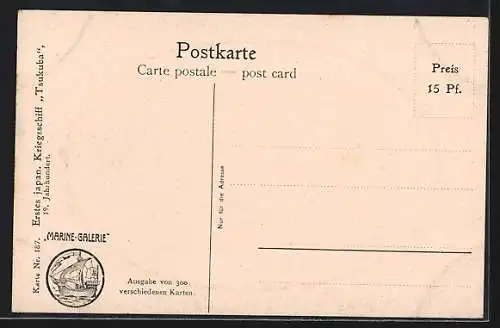 Postkarte
Carte postale — post card
Preis
15 Pf.
Karte Nr. 187. Erstes japan. Kriegsschiff „Tsukuba“,
19. Jahrhundert.
Nur für die Adresse
„MARINE-GALERIE“
Ausgabe von 300
verschiedenen Karten.